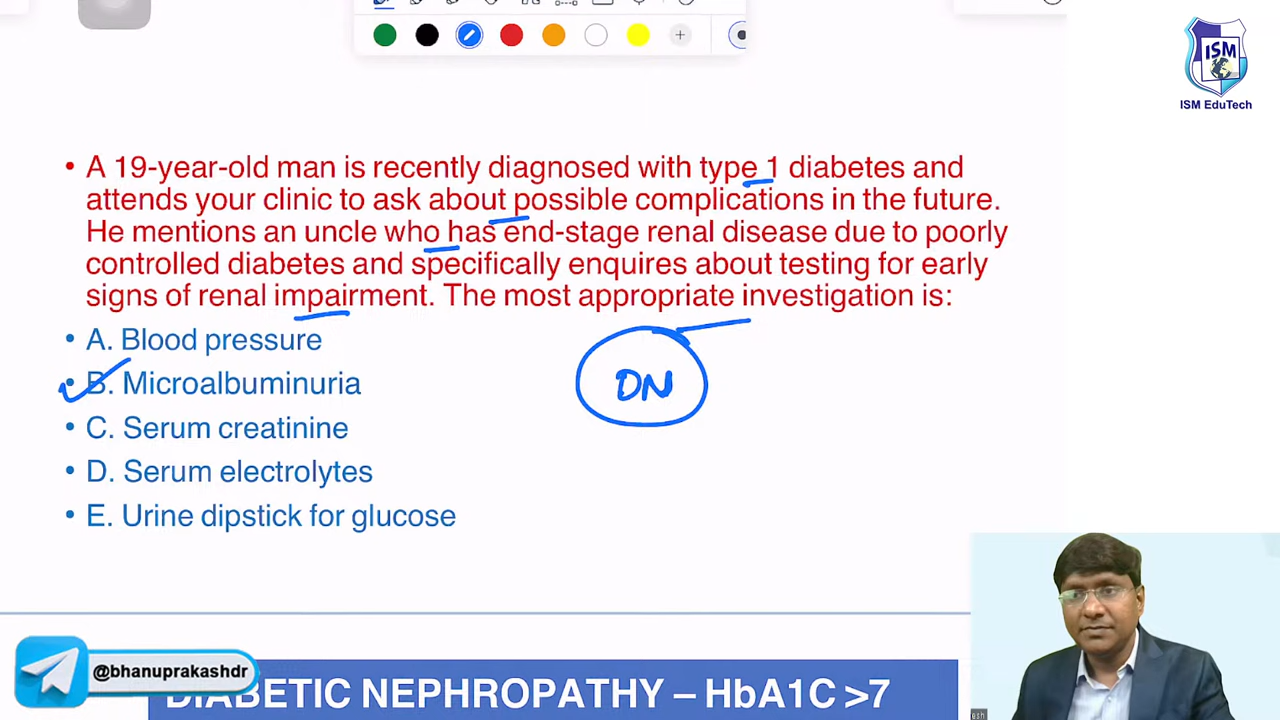 ISM
ISM EduTech
• A 19-year-old man is recently diagnosed with type 1 diabetes and
attends your clinic to ask about possible complications in the future.
He mentions an uncle who has end-stage renal disease due to poorly
controlled diabetes and specifically enquires about testing for early
signs of renal impairment. The most appropriate investigation is:
• A. Blood pressure
• B. Microalbuminuria
• C. Serum creatinine
• D. Serum electrolytes
• E. Urine dipstick for glucose
DN
@bhanuprakashdr
DIABETIC NEPHROPATHY – HbA1C >7